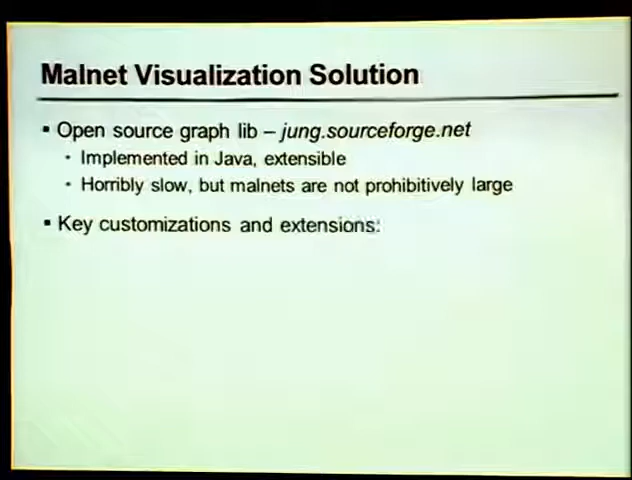 Malnet Visualization Solution
▪ Open source graph lib – jung.sourceforge.net
• Implemented in Java, extensible
• Horribly slow, but malnets are not prohibitively large
▪ Key customizations and extensions: